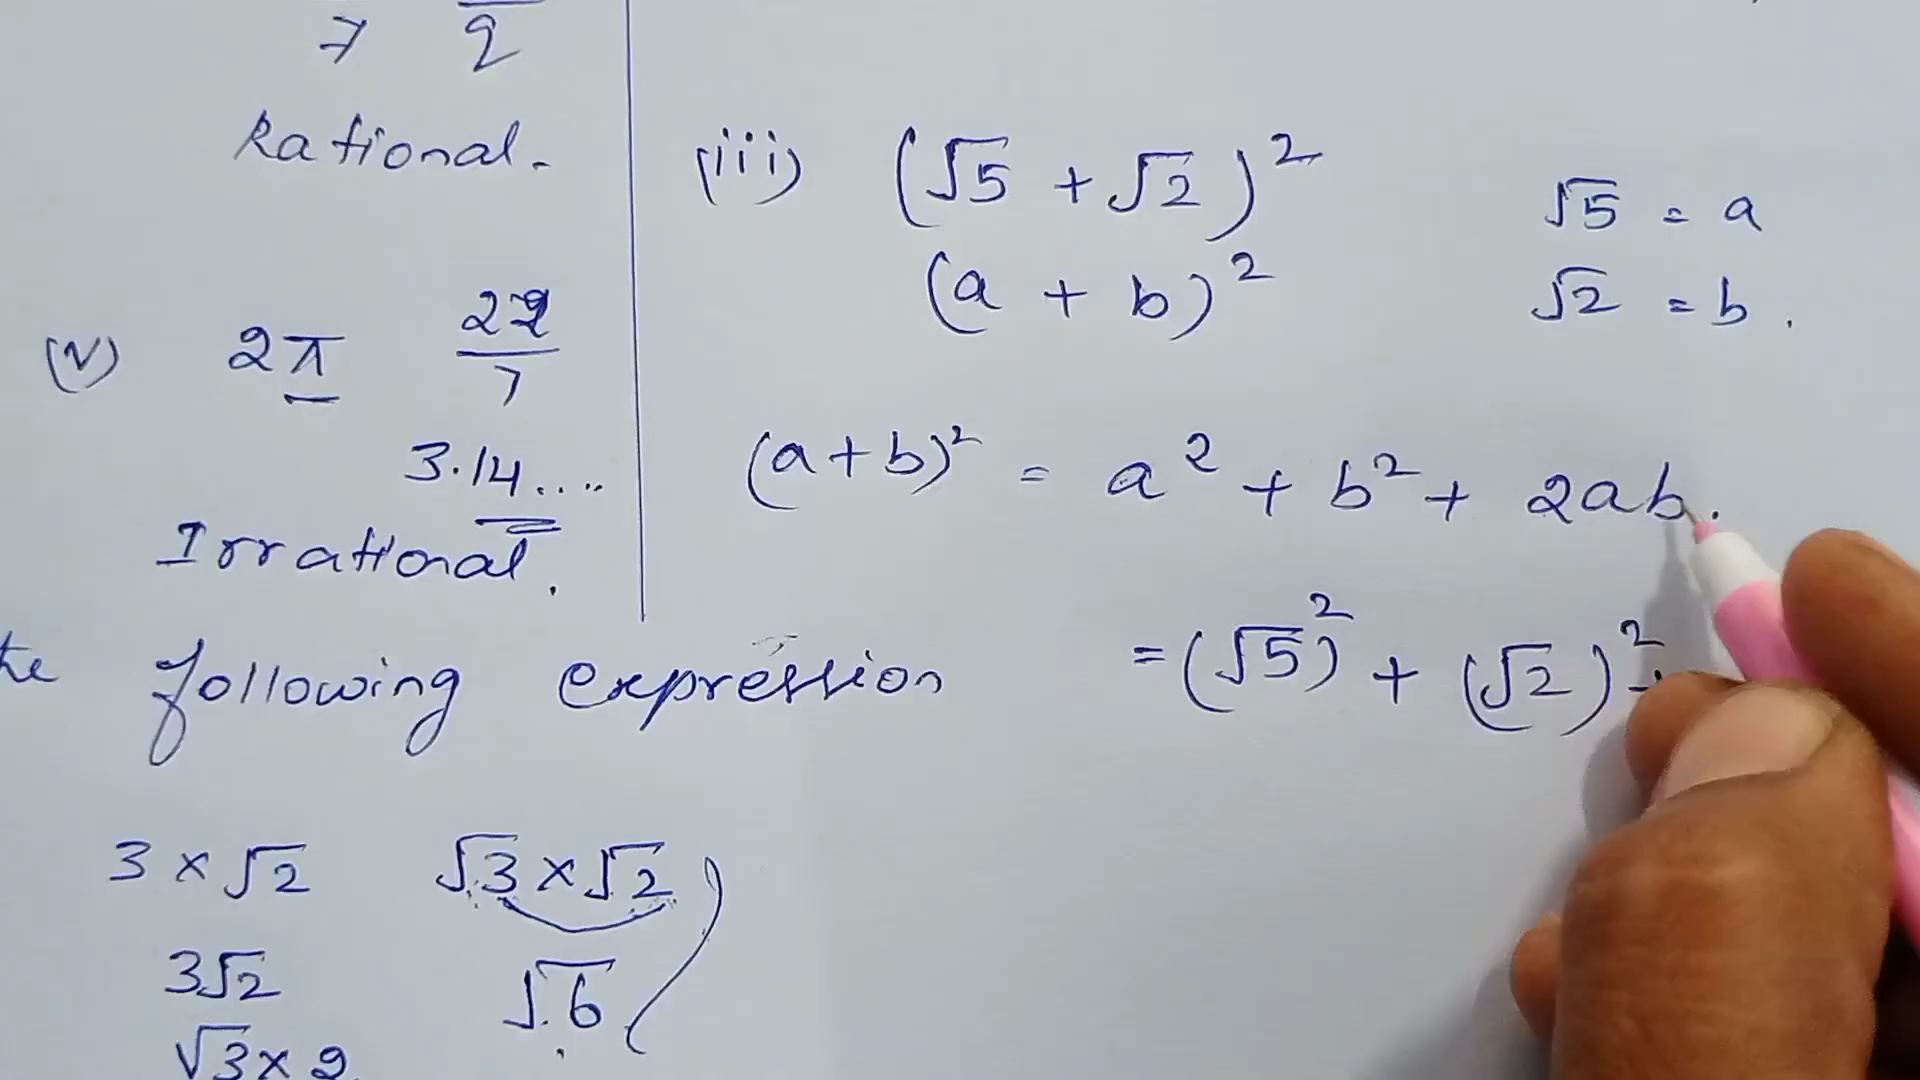 7 2
Rational.
(v) 2π 22/7
3.14....
Irrational.
(iii) (√5 + √2)²
(a + b)²
√5 = a
√2 = b.
(a+b)² = a² + b² + 2ab.
= (√5)² + (√2)²
following expression
3 × √2 √3 × √2
3√2 √6
√3 × 2